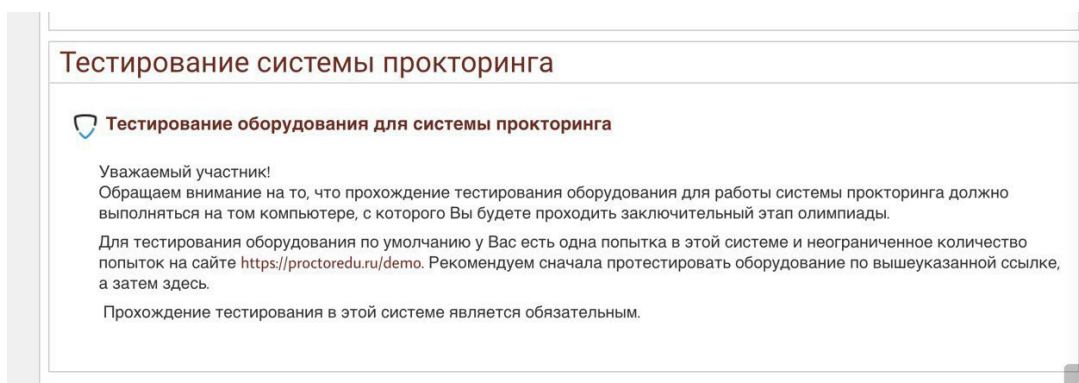 Тестирование системы прокторинга
Тестирование оборудования для системы прокторинга
Уважаемый участник!
Обращаем внимание на то, что прохождение тестирования оборудования для работы системы прокторинга должно
выполняться на том компьютере, с которого Вы будете проходить заключительный этап олимпиады.
Для тестирования оборудования по умолчанию у Вас есть одна попытка в этой системе и неограниченное количество
попыток на сайте https://proctoredu.ru/demo. Рекомендуем сначала протестировать оборудование по вышеуказанной ссылке,
а затем здесь.
Прохождение тестирования в этой системе является обязательным.